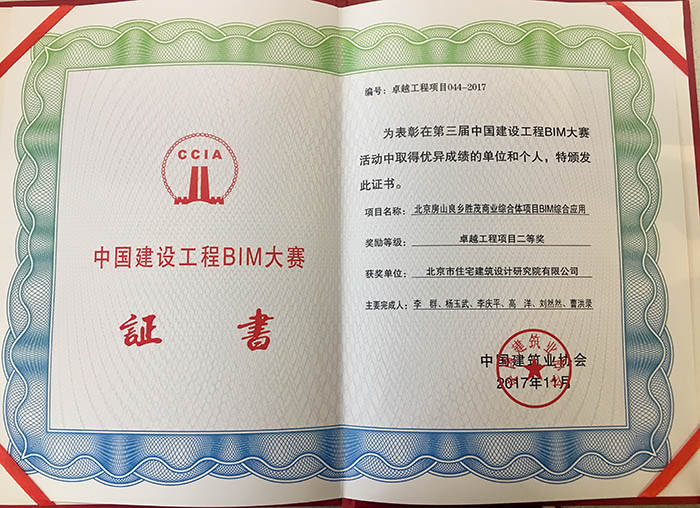 CCIA
中国建设工程BIM大赛
証書
编号：卓越工程项目044-2017
为表彰在第三届中国建设工程BIM大赛
活动中取得优异成绩的单位和个人，特颁发
此证书。
项目名称：北京房山良乡胜茂商业综合体项目BIM综合应用
奖励等级：卓越工程项目二等奖
获奖单位：北京市住宅建筑设计研究院有限公司
主要完成人：李 群、杨玉武、李庆平、高 洋、刘然然、曹洪录
中国建筑业协会
2017年11月